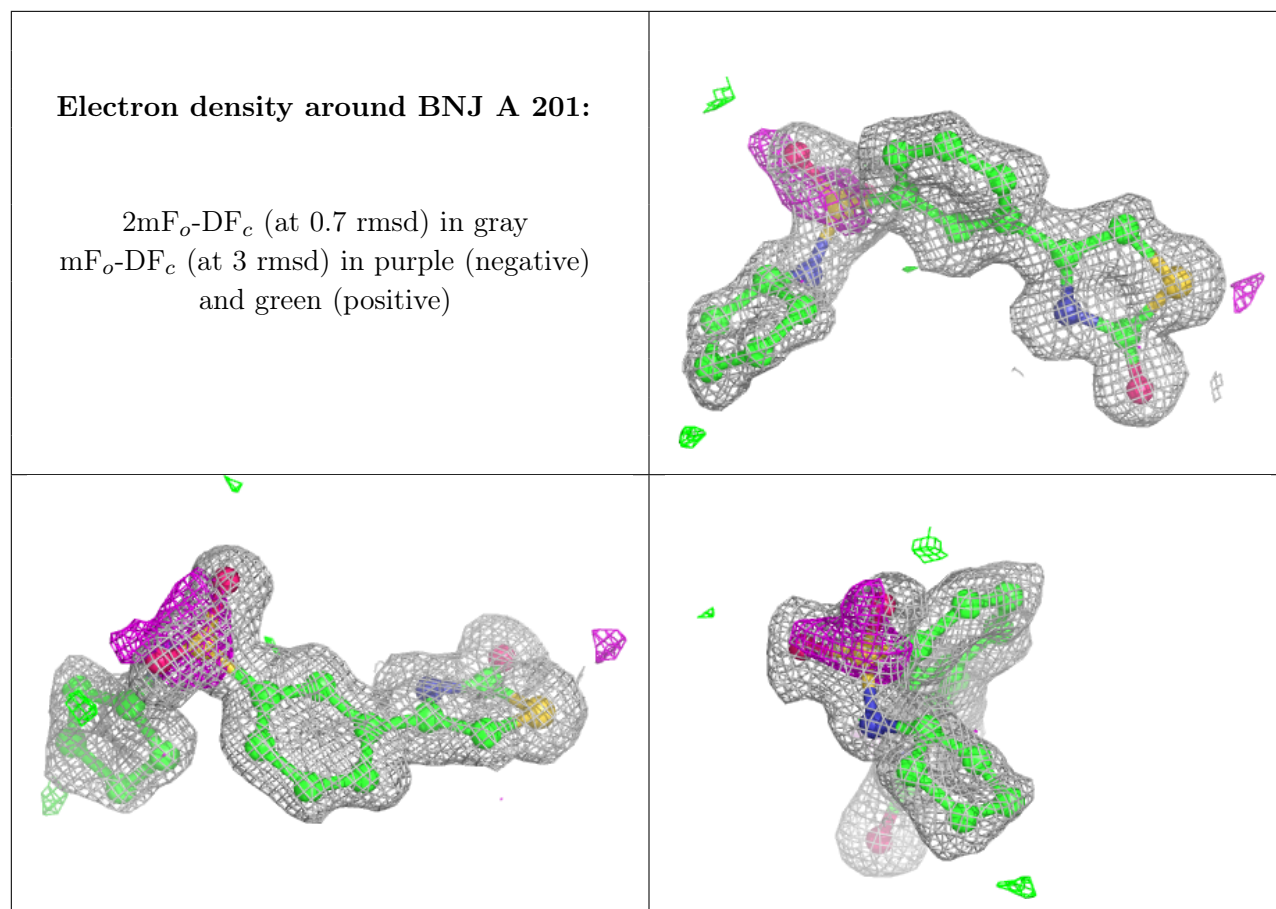 Electron density around BNJ A 201:
2mFₒ-DF𝒸 (at 0.7 rmsd) in gray
mFₒ-DF𝒸 (at 3 rmsd) in purple (negative)
and green (positive)